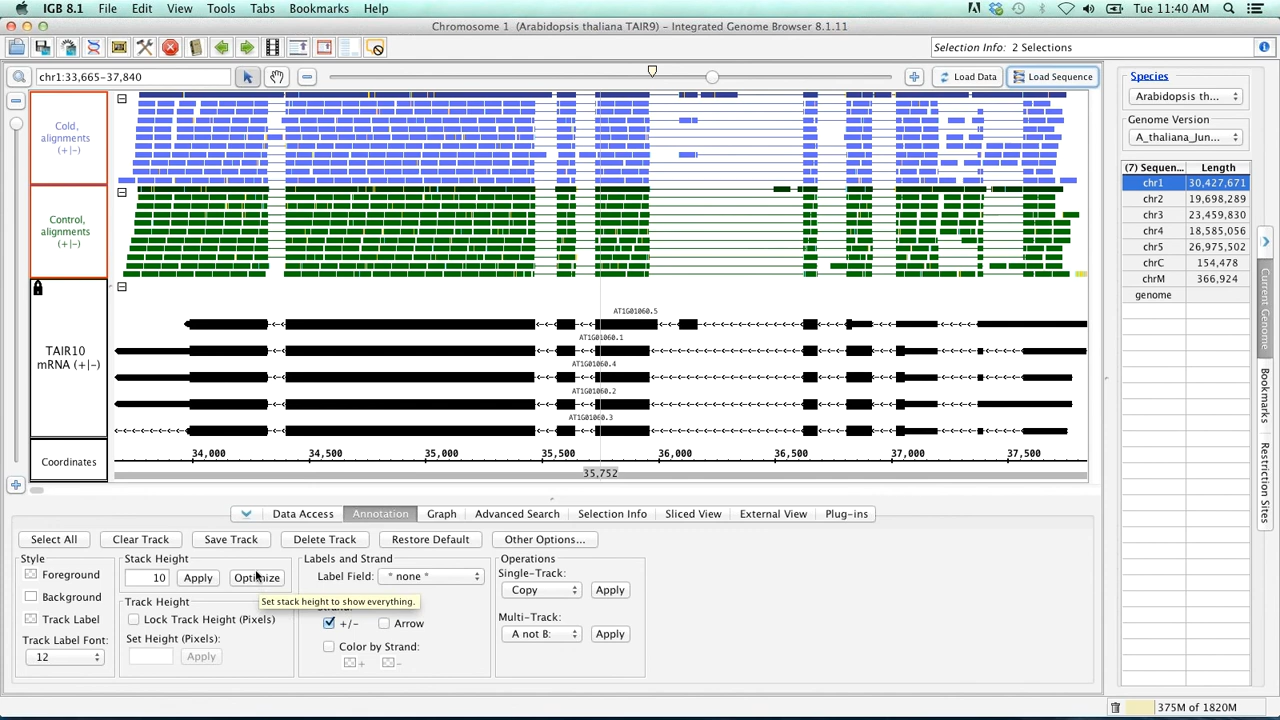 IGB 8.1 File Edit View Tools Tabs Bookmarks Help Tue 11:40 AM
Chromosome 1 (Arabidopsis thaliana TAIR9) - Integrated Genome Browser 8.1.11
Selection Info: 2 Selections
chr1:33,665-37,840
Load Data
Load Sequence
Cold,
alignments
(+|-)
Control,
alignments
(+|-)
TAIR10
mRNA (+|-)
Coordinates
AT1G01060.5
AT1G01060.1
AT1G01060.4
AT1G01060.2
AT1G01060.3
34,000 34,500 35,000 35,500 36,000 36,500 37,000 37,500
35,752
Species
Arabidopsis th...
Genome Version
A_thaliana_Jun...
(7) Sequen... Length
chr1 30,427,671
chr2 19,698,289
chr3 23,459,830
chr4 18,585,056
chr5 26,975,502
chrC 154,478
chrM 366,924
genome
Current Genome
Bookmarks
Restriction Sites
Data Access Annotation Graph Advanced Search Selection Info Sliced View External View Plug-ins
Select All Clear Track Save Track Delete Track Restore Default Other Options...
Style
Foreground
Background
Track Label
Track Label Font:
12
Stack Height
10 Apply Optimize
Set stack height to show everything.
Track Height
Lock Track Height (Pixels)
Set Height (Pixels):
Apply
Labels and Strand
Label Field: * none *
+/- Arrow
Color by Strand:
+ -
Operations
Single-Track:
Copy Apply
Multi-Track:
A not B: Apply
375M of 1820M